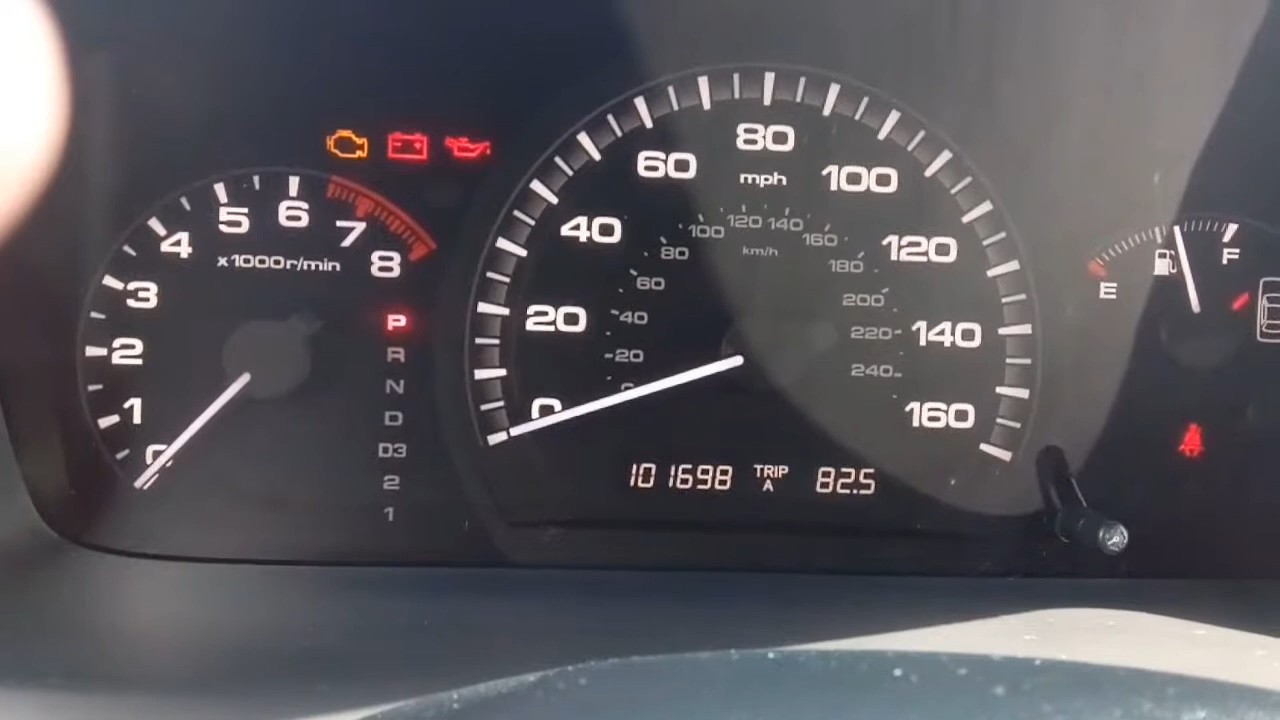 0 1 2 3 4 5 6 7 8
x1000r/min
P
R
N
D
D3
2
1
0 20 40 60 80 100 120 140 160
mph
0 20 40 60 80 100 120 140 160 180 200 220 240
km/h
101698 TRIP A 82.5
E F